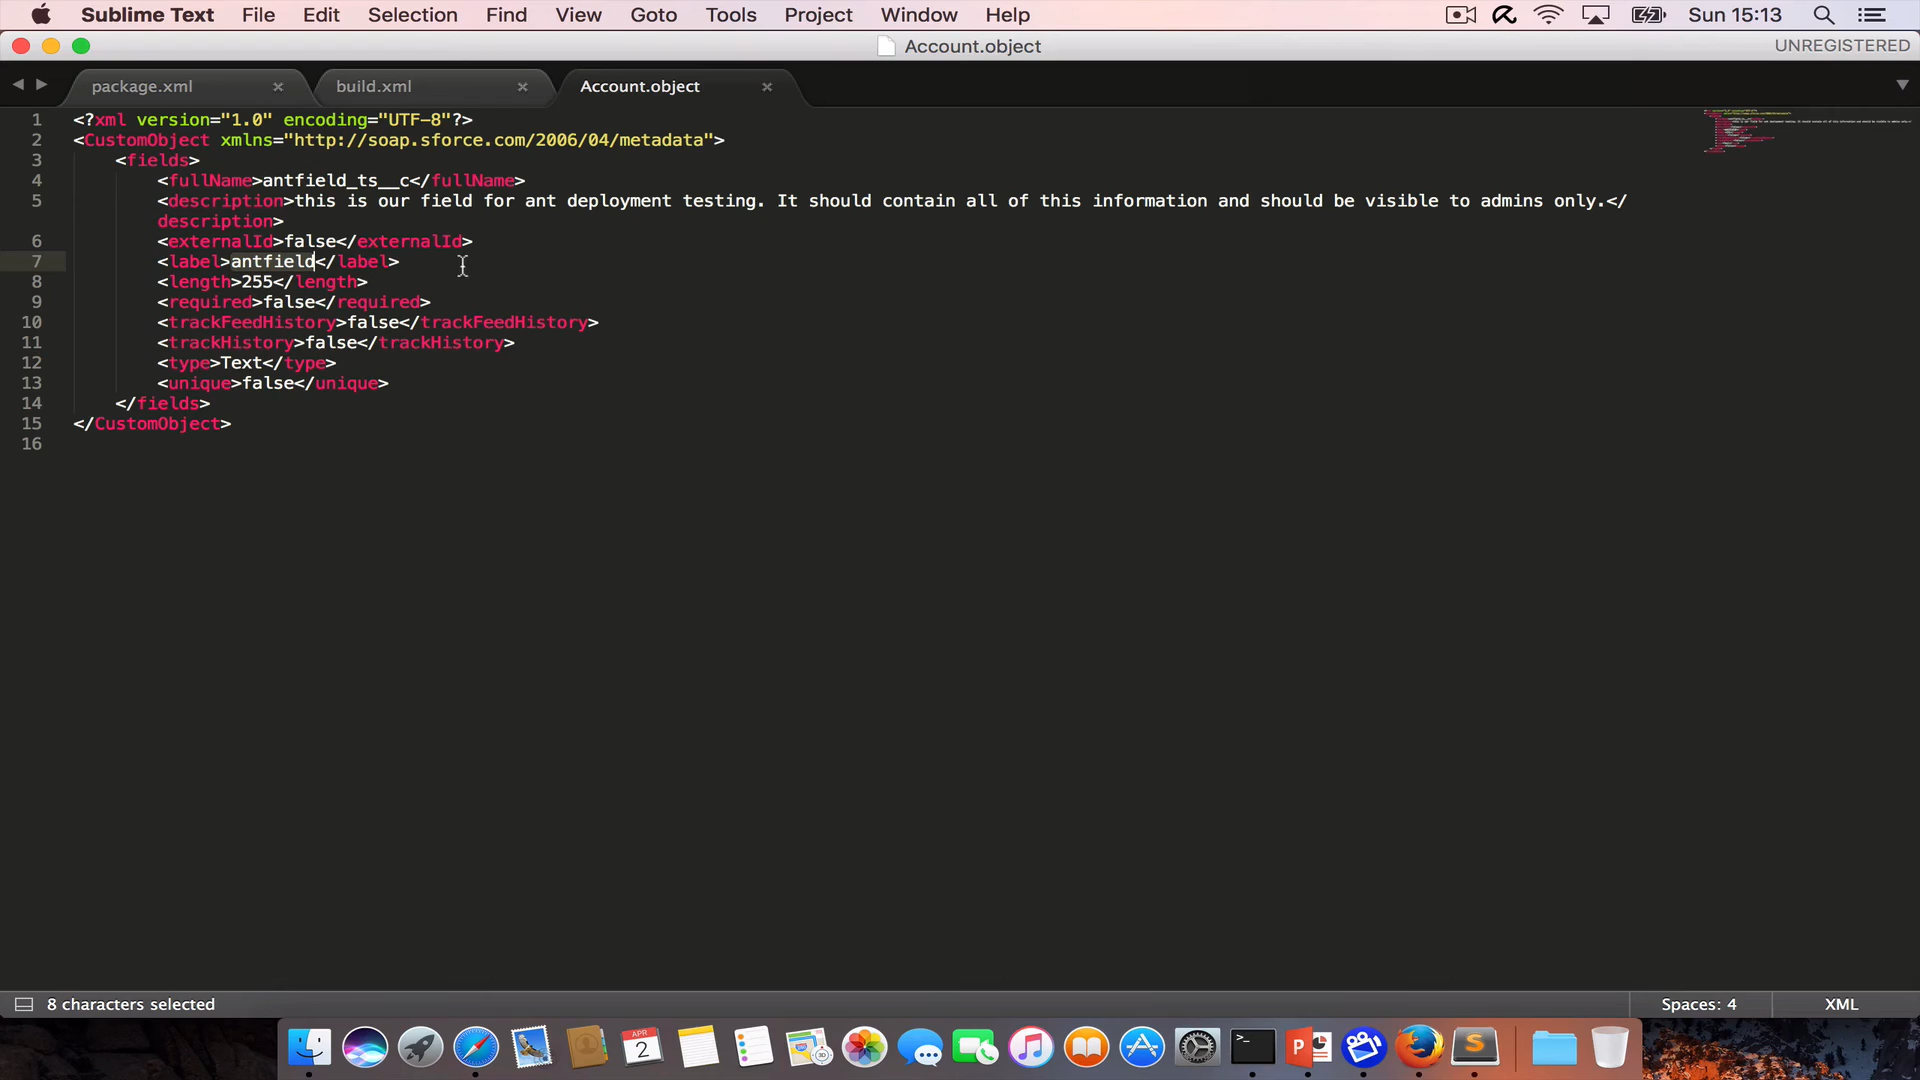 Sublime Text File Edit Selection Find View Goto Tools Project Window Help Sun 15:13
Account.object UNREGISTERED
package.xml build.xml Account.object
1 <?xml version="1.0" encoding="UTF-8"?>
2 <CustomObject xmlns="http://soap.sforce.com/2006/04/metadata">
3 <fields>
4 <fullName>antfield_ts__c</fullName>
5 <description>this is our field for ant deployment testing. It should contain all of this information and should be visible to admins only.</
description>
6 <externalId>false</externalId>
7 <label>antfield</label>
8 <length>255</length>
9 <required>false</required>
10 <trackFeedHistory>false</trackFeedHistory>
11 <trackHistory>false</trackHistory>
12 <type>Text</type>
13 <unique>false</unique>
14 </fields>
15 </CustomObject>
16
8 characters selected Spaces: 4 XML
APR
2
3D
>_
P
S